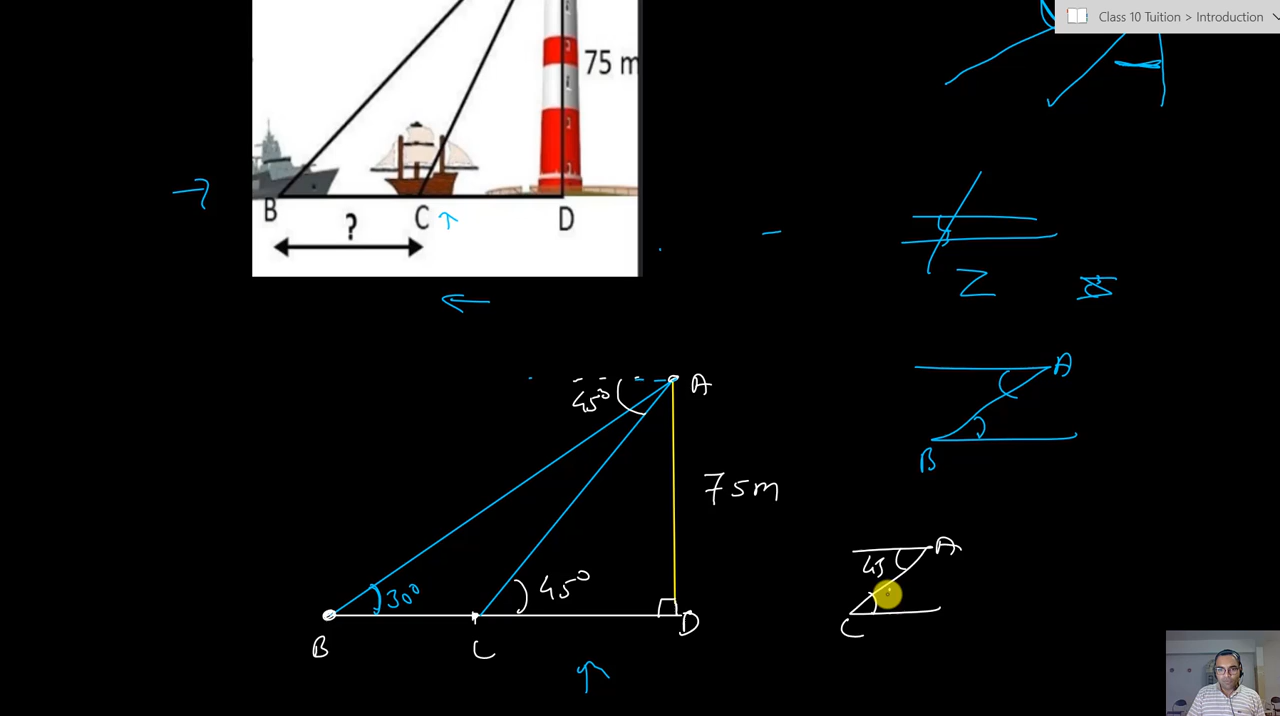 Class 10 Tuition > Introduction
75 m
B C D
?
Z
A
45° A
B
75m
A
45
30° 45°
D
C
B C